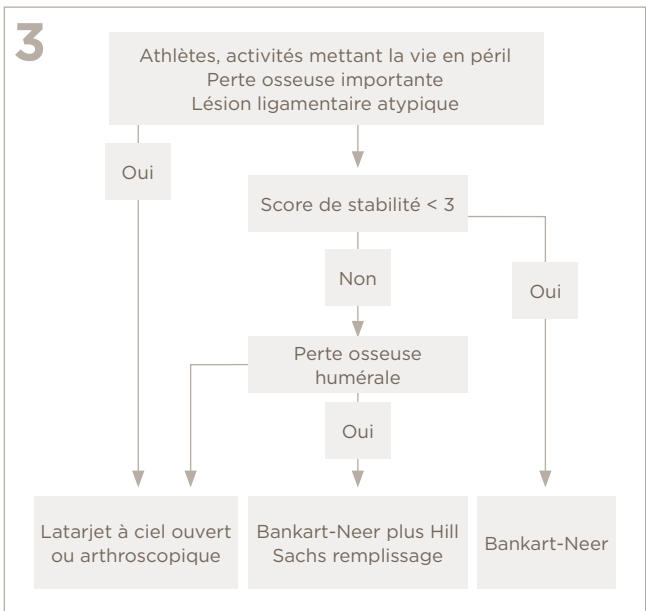 3
Athlètes, activités mettant la vie en péril
Perte osseuse importante
Lésion ligamentaire atypique
Oui
Score de stabilité < 3
Non
Oui
Perte osseuse
humérale
Oui
Latarjet à ciel ouvert
ou arthroscopique
Bankart-Neer plus Hill
Sachs remplissage
Bankart-Neer